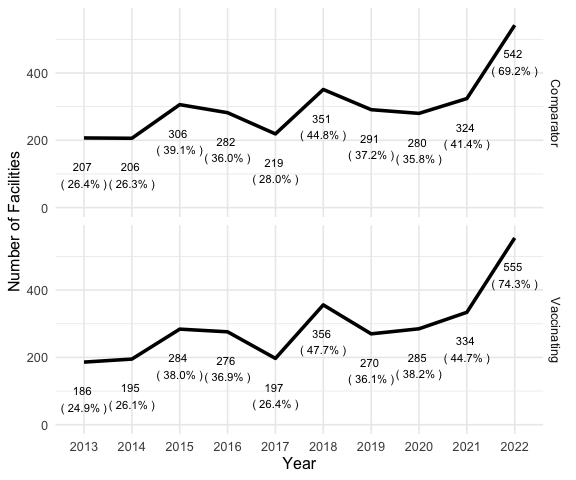 Number of Facilities
400
200
0
207
( 26.4% )
206
( 26.3% )
306
( 39.1% )
282
( 36.0% )
219
( 28.0% )
351
( 44.8% )
291
( 37.2% )
280
( 35.8% )
324
( 41.4% )
542
( 69.2% )
Comparator
400
200
0
186
( 24.9% )
195
( 26.1% )
284
( 38.0% )
276
( 36.9% )
197
( 26.4% )
356
( 47.7% )
270
( 36.1% )
285
( 38.2% )
334
( 44.7% )
555
( 74.3% )
Vaccinating
2013 2014 2015 2016 2017 2018 2019 2020 2021 2022
Year